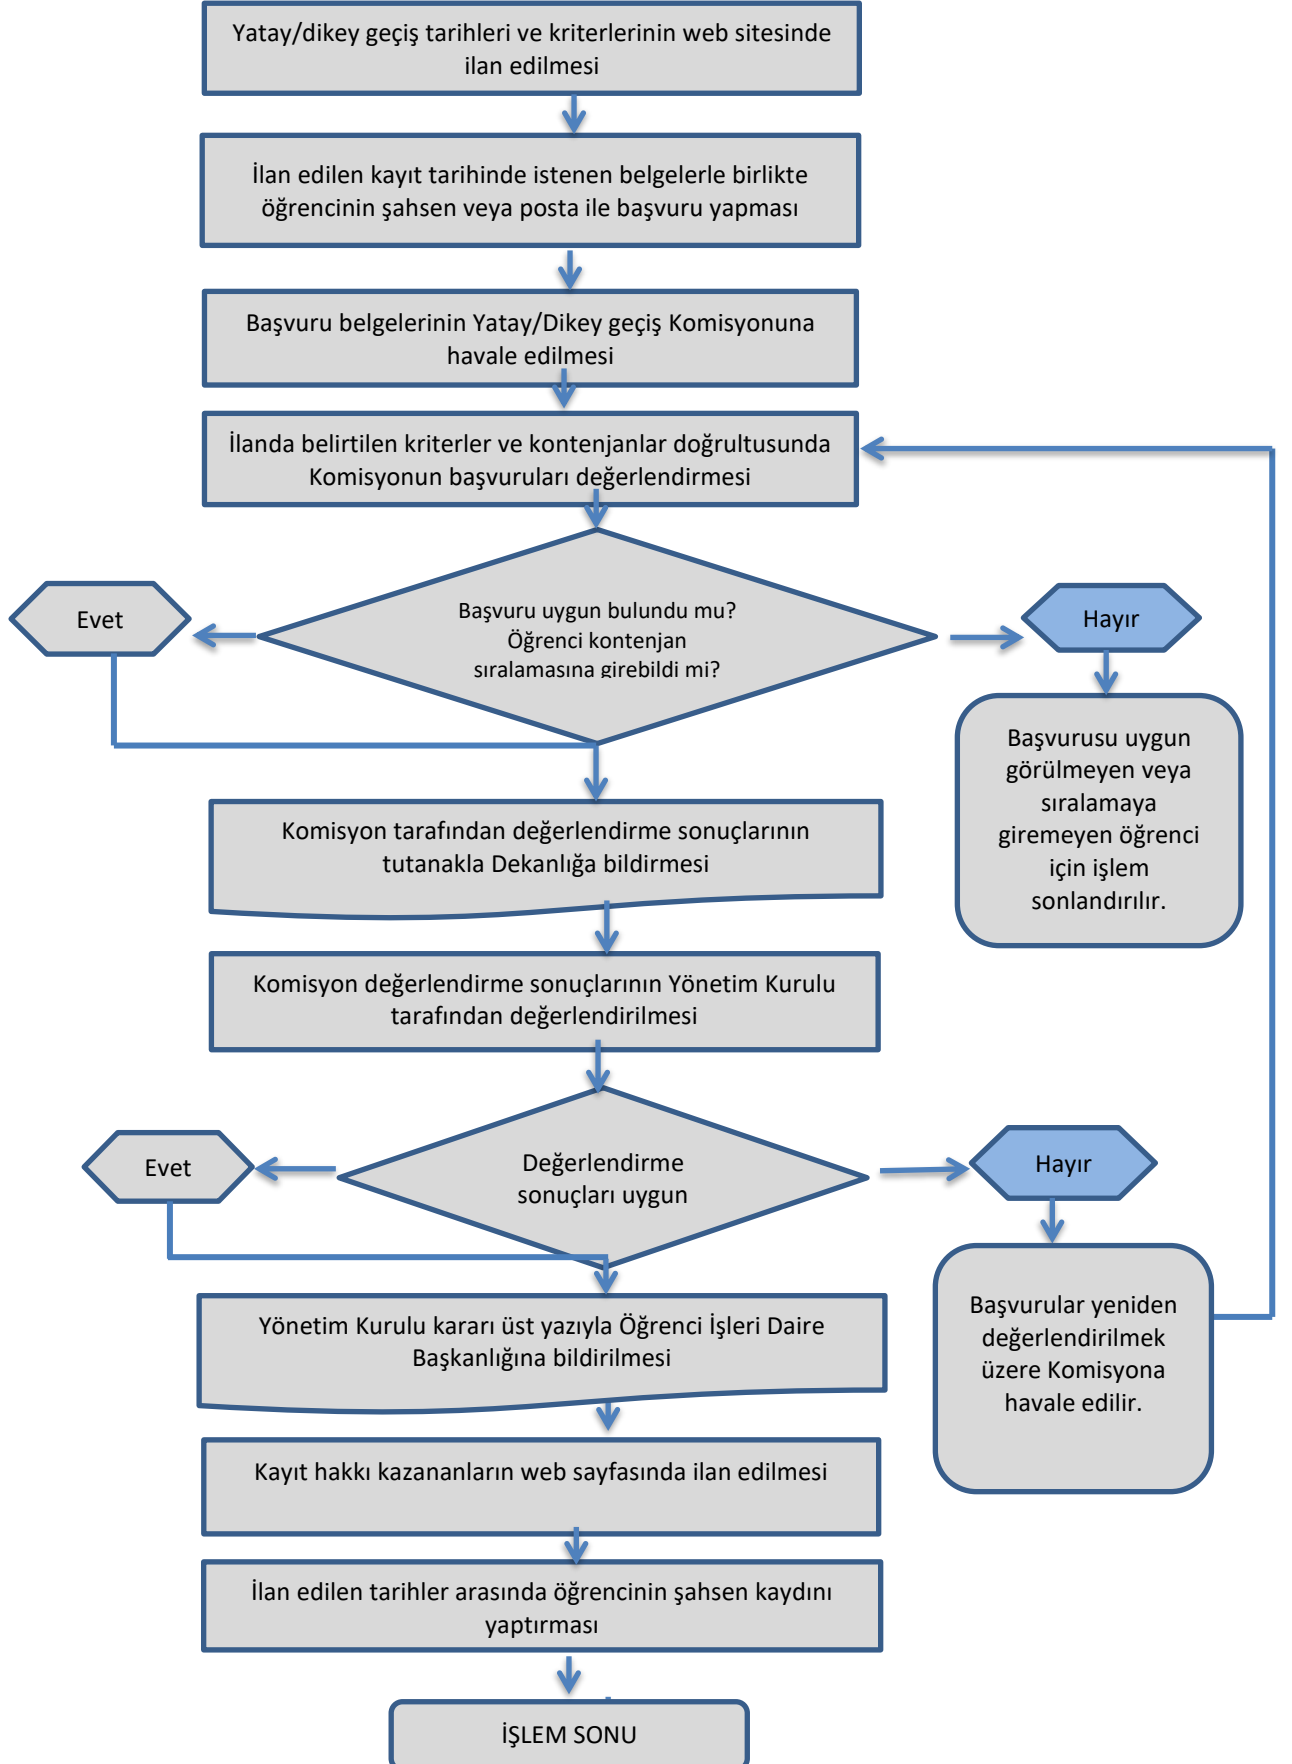 Yatay/dikey geçiş tarihleri ve kriterlerinin web sitesinde
ilan edilmesi
İlan edilen kayıt tarihinde istenen belgelerle birlikte
öğrencinin şahsen veya posta ile başvuru yapması
Başvuru belgelerinin Yatay/Dikey geçiş Komisyonuna
havale edilmesi
İlanda belirtilen kriterler ve kontenjanlar doğrultusunda
Komisyonun başvuruları değerlendirmesi
Evet
Başvuru uygun bulundu mu?
Öğrenci kontenjan
sıralamasına girebildi mi?
Hayır
Başvurusu uygun
görülmeyen veya
sıralamaya
giremeyen öğrenci
için işlem
sonlandırılır.
Komisyon tarafından değerlendirme sonuçlarının
tutanakla Dekanlığa bildirmesi
Komisyon değerlendirme sonuçlarının Yönetim Kurulu
tarafından değerlendirilmesi
Evet
Değerlendirme
sonuçları uygun
Hayır
Başvurular yeniden
değerlendirilmek
üzere Komisyona
havale edilir.
Yönetim Kurulu kararı üst yazıyla Öğrenci İşleri Daire
Başkanlığına bildirilmesi
Kayıt hakkı kazananların web sayfasında ilan edilmesi
İlan edilen tarihler arasında öğrencinin şahsen kaydını
yaptırması
İŞLEM SONU